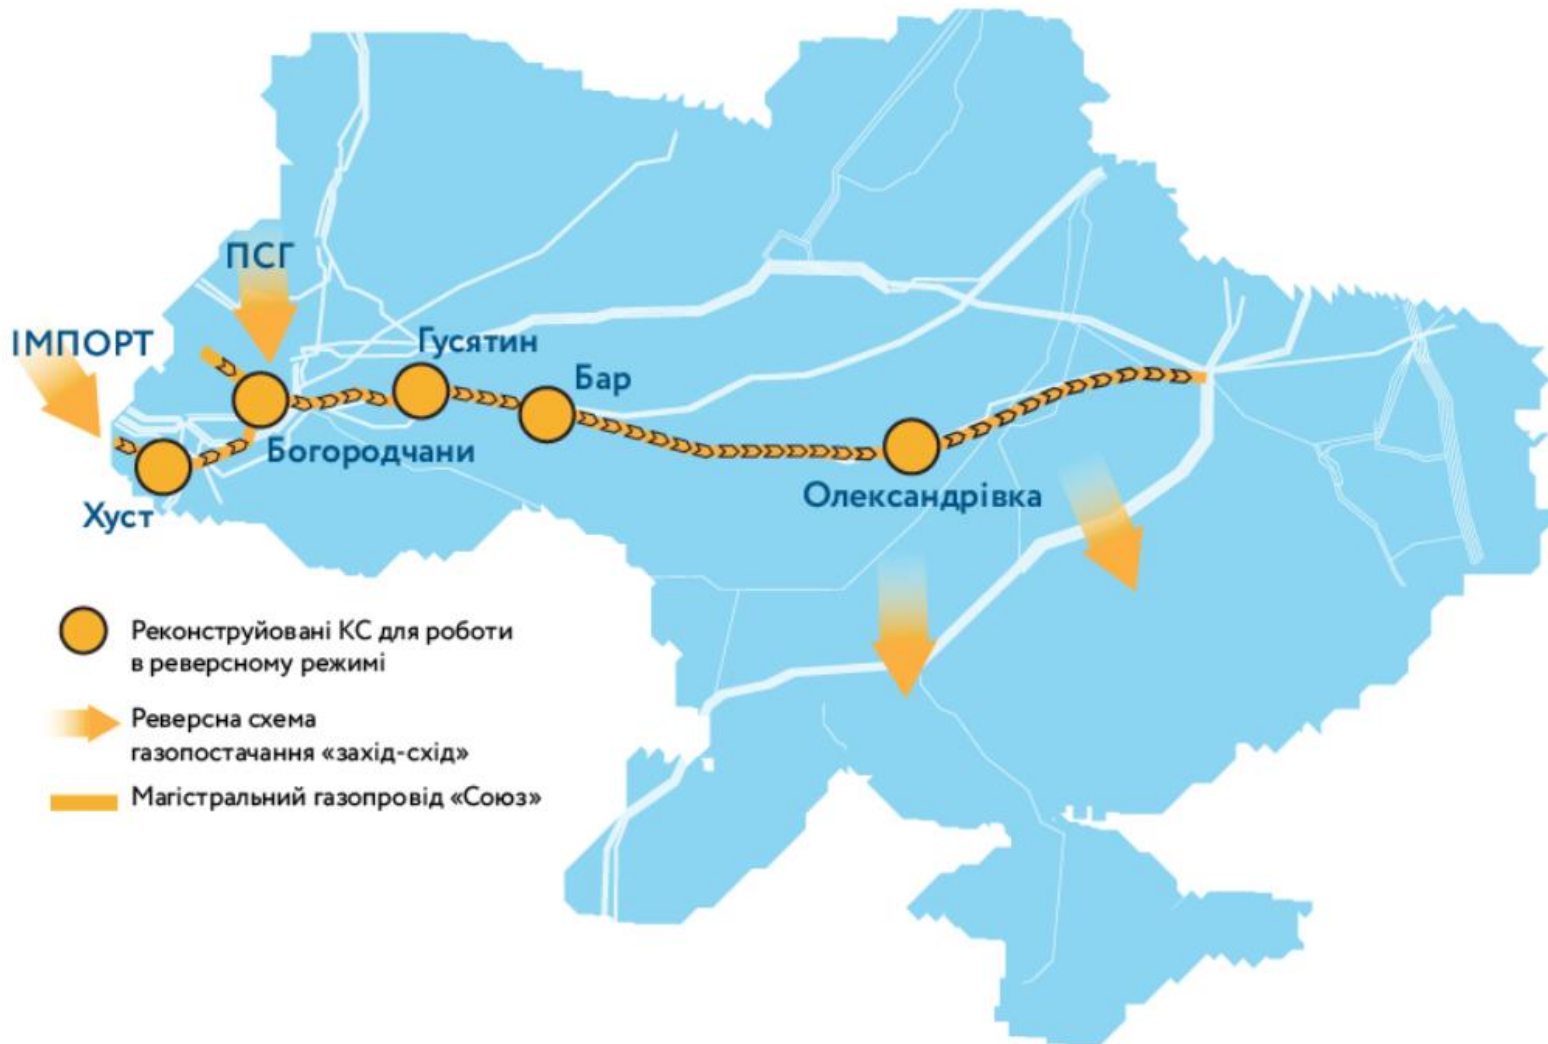 ПСГ
ІМПОРТ
Гусятин
Бар
Богородчани
Хуст
Олександрівка
Реконструйовані КС для роботи
в реверсному режимі
Реверсна схема
газопостачання «захід-схід»
Магістральний газопровід «Союз»